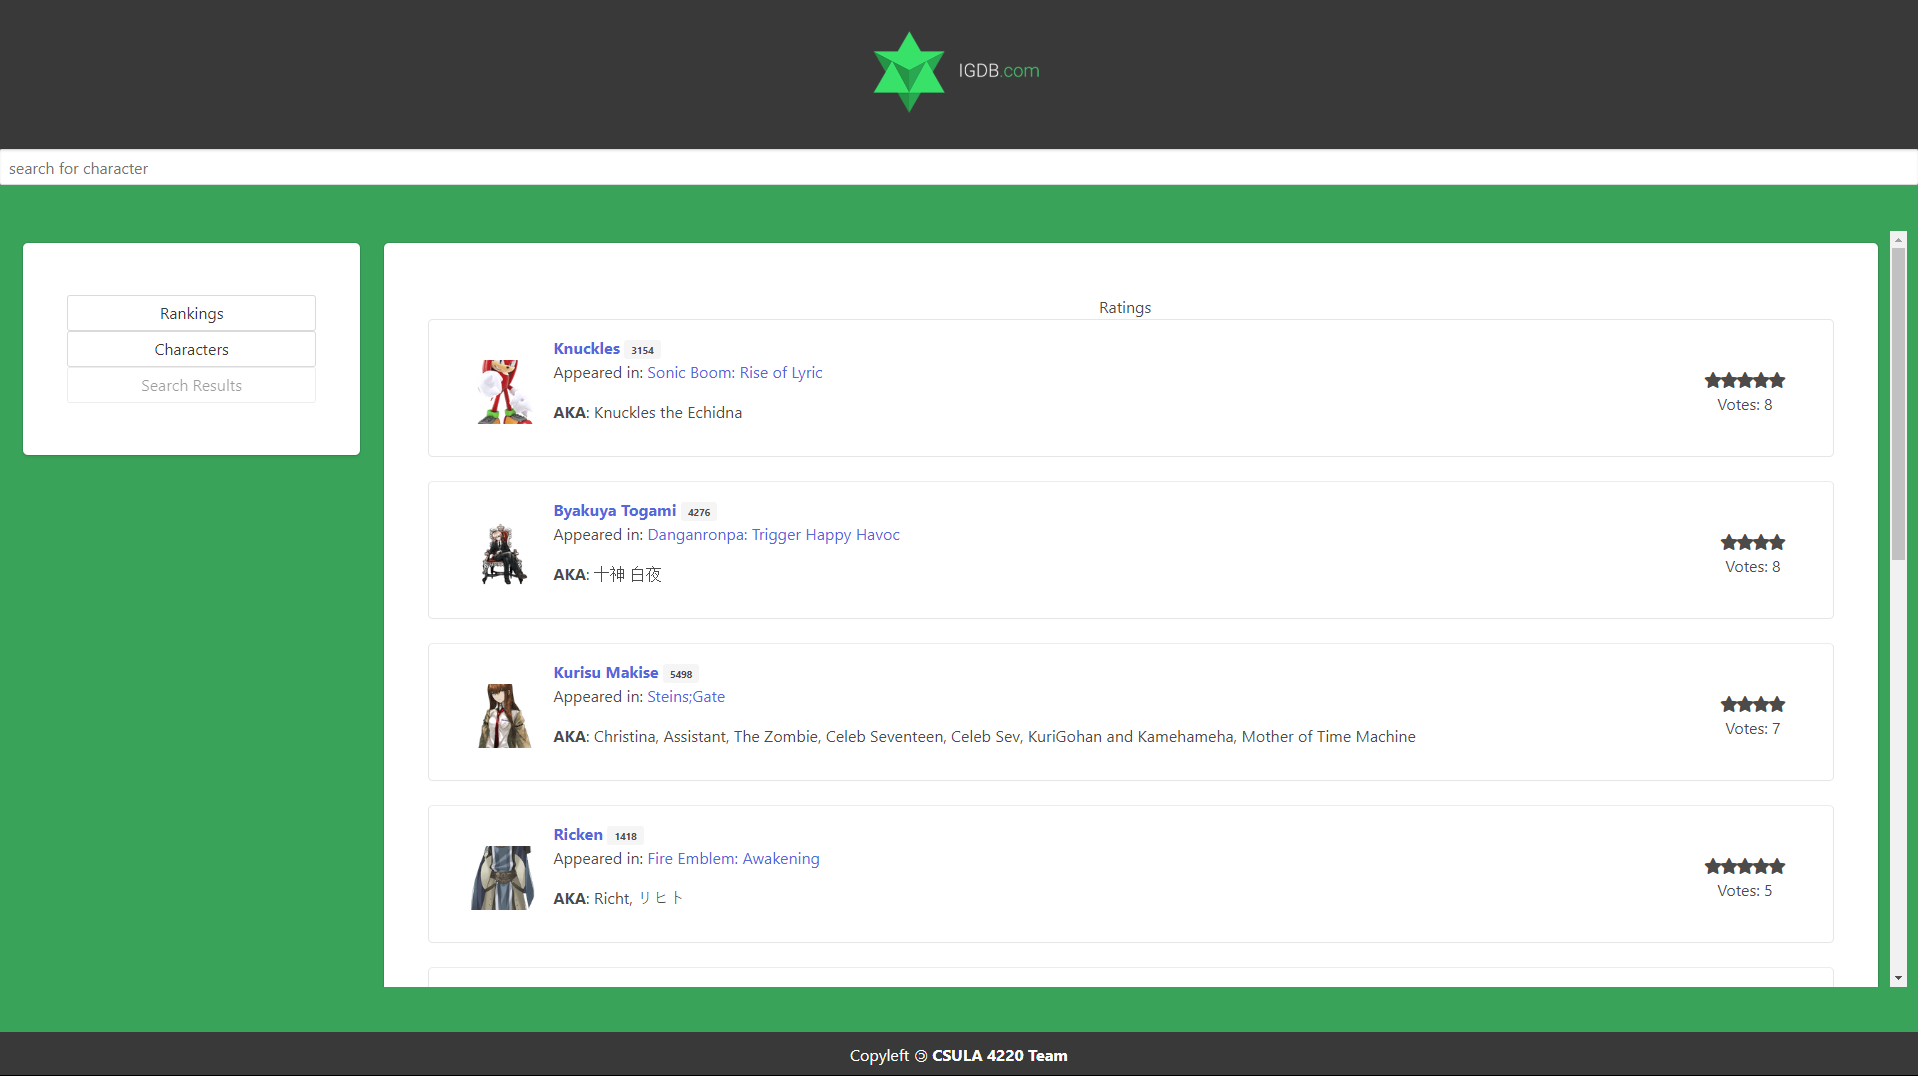 IGDB.com
search for character
Rankings
Characters
Search Results
Ratings
Knuckles 3154
Appeared in: Sonic Boom: Rise of Lyric
AKA: Knuckles the Echidna
Votes: 8
Byakuya Togami 4276
Appeared in: Danganronpa: Trigger Happy Havoc
AKA: 十神 白夜
Votes: 8
Kurisu Makise 5498
Appeared in: Steins;Gate
AKA: Christina, Assistant, The Zombie, Celeb Seventeen, Celeb Sev, KuriGohan and Kamehameha, Mother of Time Machine
Votes: 7
Ricken 1418
Appeared in: Fire Emblem: Awakening
AKA: Richt, リヒト
Votes: 5
Copyleft 🄯 CSULA 4220 Team